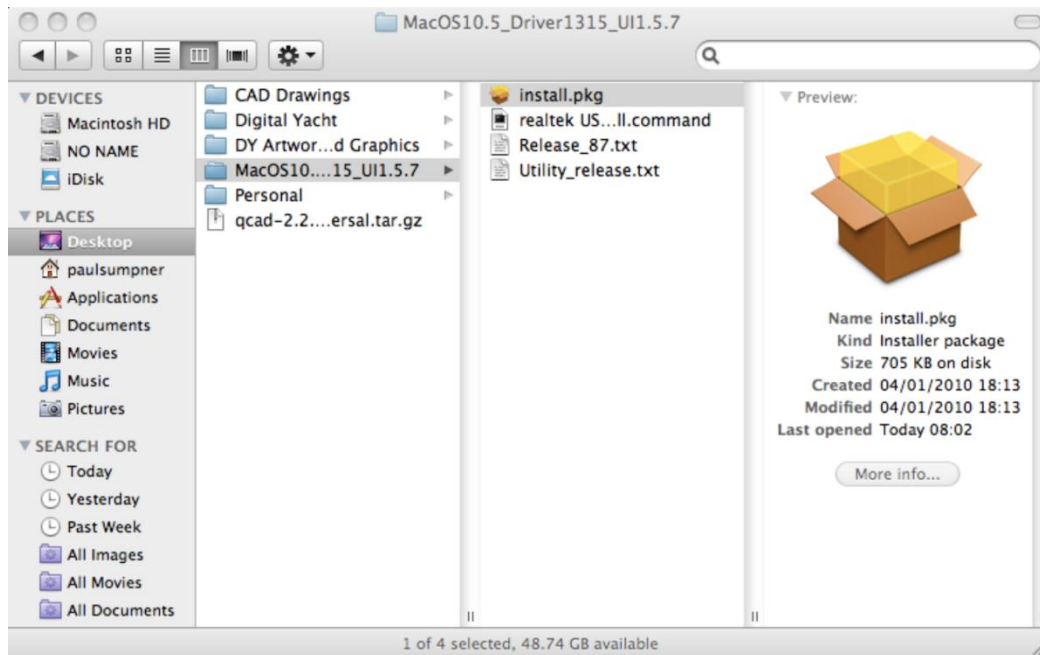 MacOS10.5_Driver1315_UI1.5.7
DEVICES
Macintosh HD
NO NAME
iDisk
PLACES
Desktop
paulsumpner
Applications
Documents
Movies
Music
Pictures
SEARCH FOR
Today
Yesterday
Past Week
All Images
All Movies
All Documents
CAD Drawings
Digital Yacht
DY Artwor...d Graphics
MacOS10....15_UI1.5.7
Personal
qcad-2.2....ersal.tar.gz
install.pkg
realtek US...ll.command
Release_87.txt
Utility_release.txt
Preview:
Name install.pkg
Kind Installer package
Size 705 KB on disk
Created 04/01/2010 18:13
Modified 04/01/2010 18:13
Last opened Today 08:02
More info...
1 of 4 selected, 48.74 GB available